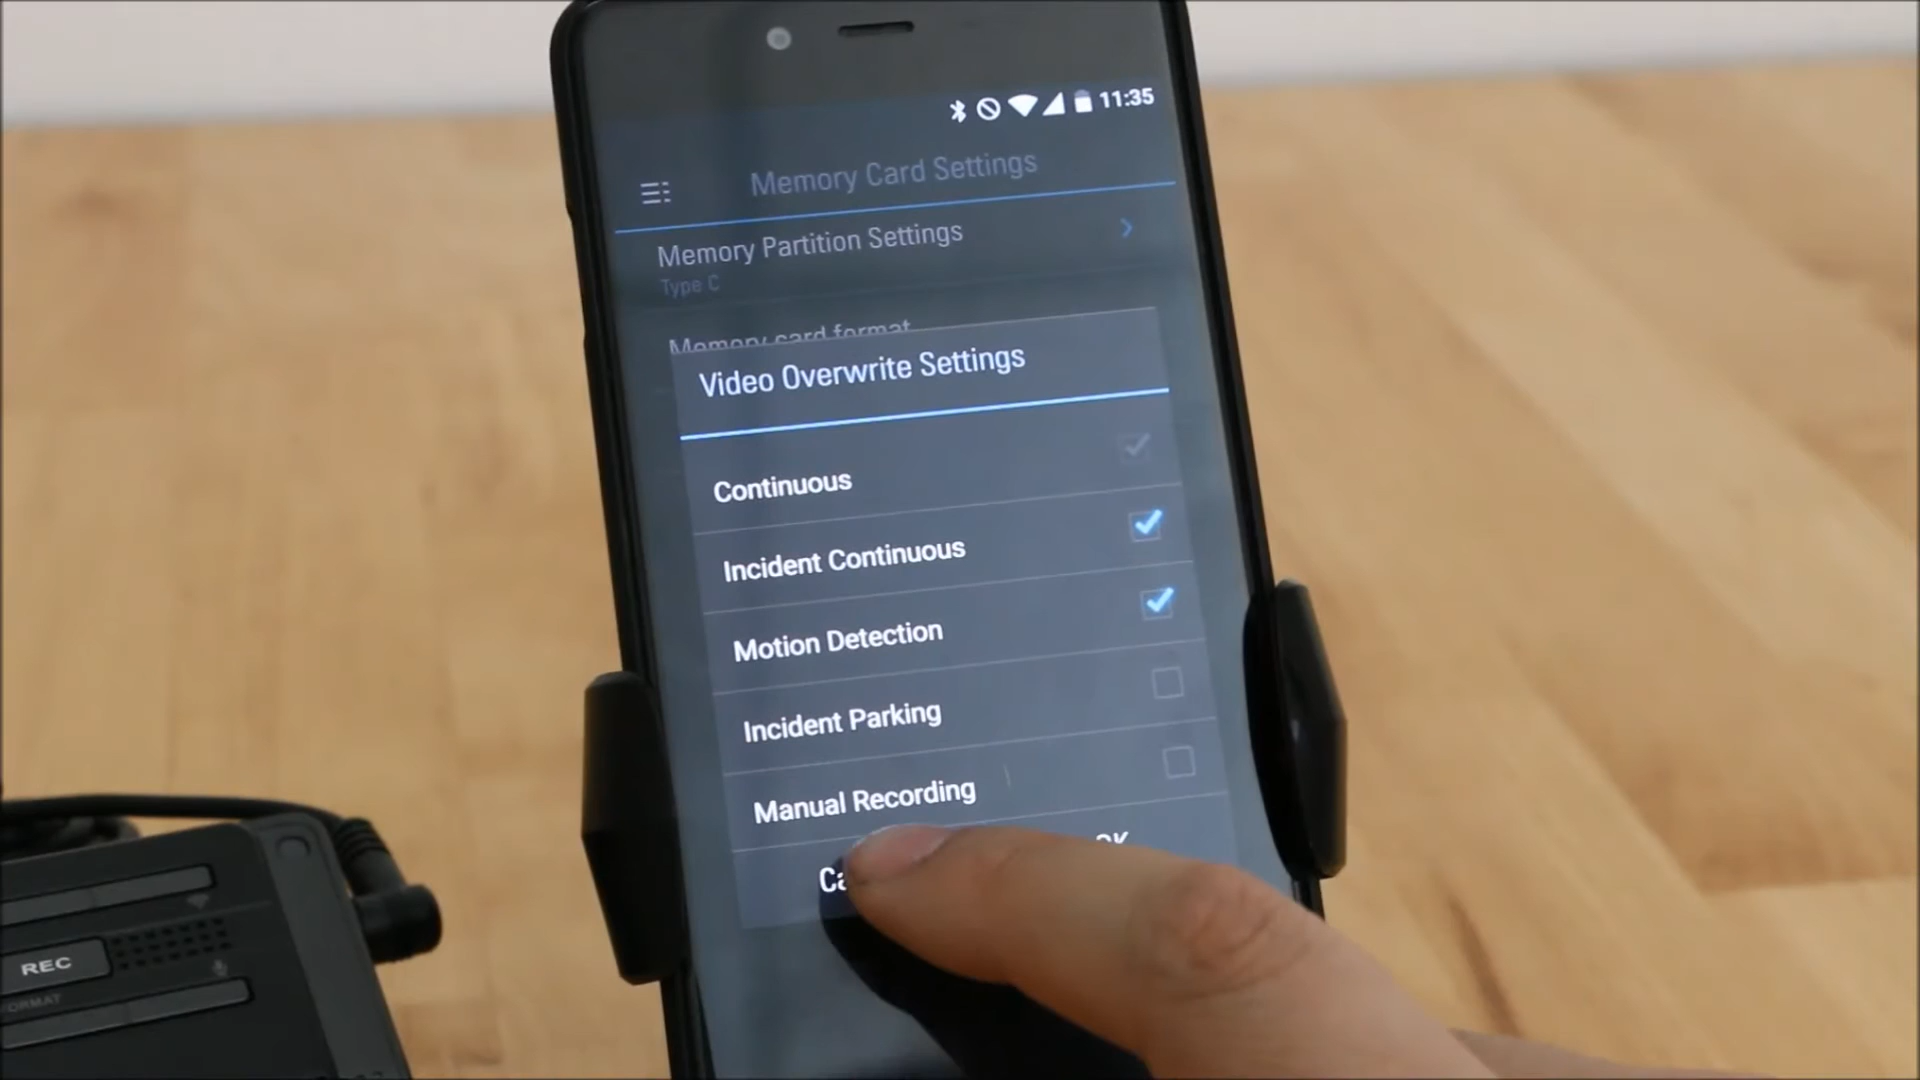 11:35
Memory Card Settings
Memory Partition Settings
Type C
Memory card format
Video Overwrite Settings
Continuous
Incident Continuous
Motion Detection
Incident Parking
Manual Recording
OK
REC
FORMAT